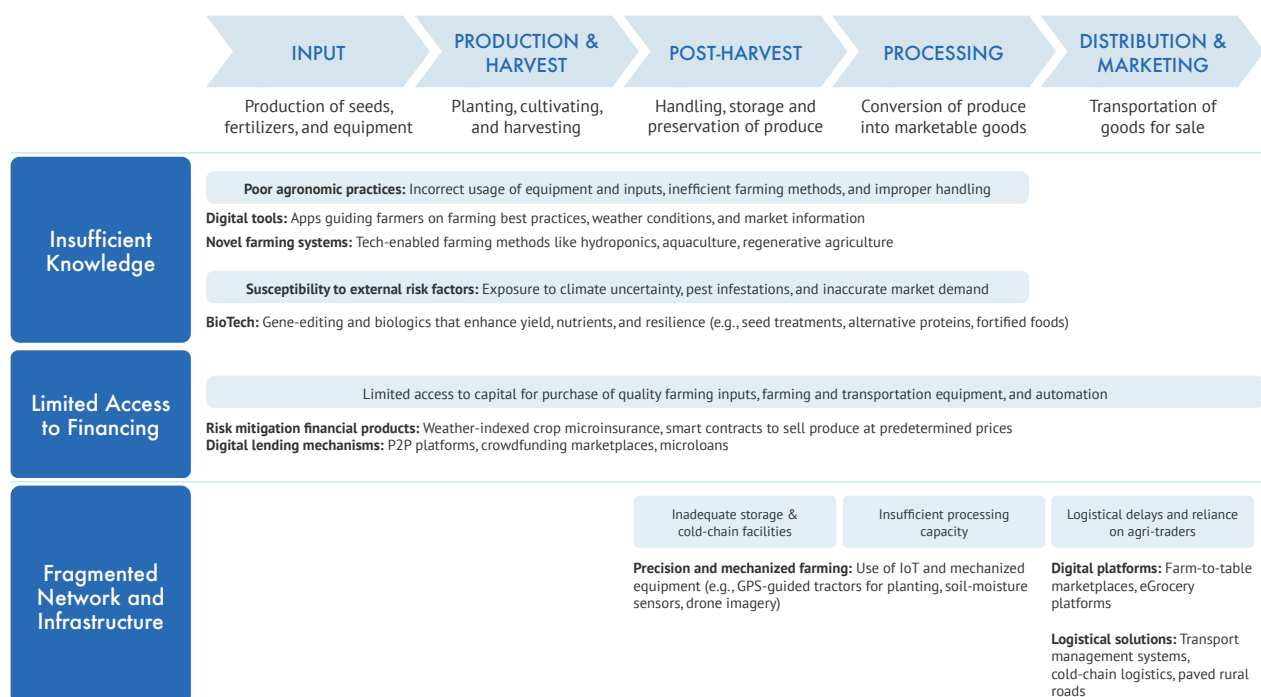 INPUT
PRODUCTION &
HARVEST
POST-HARVEST
PROCESSING
DISTRIBUTION &
MARKETING
Production of seeds,
fertilizers, and equipment
Planting, cultivating,
and harvesting
Handling, storage and
preservation of produce
Conversion of produce
into marketable goods
Transportation of
goods for sale
Insufficient
Knowledge
Poor agronomic practices: Incorrect usage of equipment and inputs, inefficient farming methods, and improper handling
Digital tools: Apps guiding farmers on farming best practices, weather conditions, and market information
Novel farming systems: Tech-enabled farming methods like hydroponics, aquaculture, regenerative agriculture
Susceptibility to external risk factors: Exposure to climate uncertainty, pest infestations, and inaccurate market demand
BioTech: Gene-editing and biologics that enhance yield, nutrients, and resilience (e.g., seed treatments, alternative proteins, fortified foods)
Limited Access
to Financing
Limited access to capital for purchase of quality farming inputs, farming and transportation equipment, and automation
Risk mitigation financial products: Weather-indexed crop microinsurance, smart contracts to sell produce at predetermined prices
Digital lending mechanisms: P2P platforms, crowdfunding marketplaces, microloans
Fragmented
Network and
Infrastructure
Inadequate storage &
cold-chain facilities
Insufficient processing
capacity
Logistical delays and reliance
on agri-traders
Precision and mechanized farming: Use of IoT and mechanized
equipment (e.g., GPS-guided tractors for planting, soil-moisture
sensors, drone imagery)
Digital platforms: Farm-to-table
marketplaces, eGrocery
platforms
Logistical solutions: Transport
management systems,
cold-chain logistics, paved rural
roads